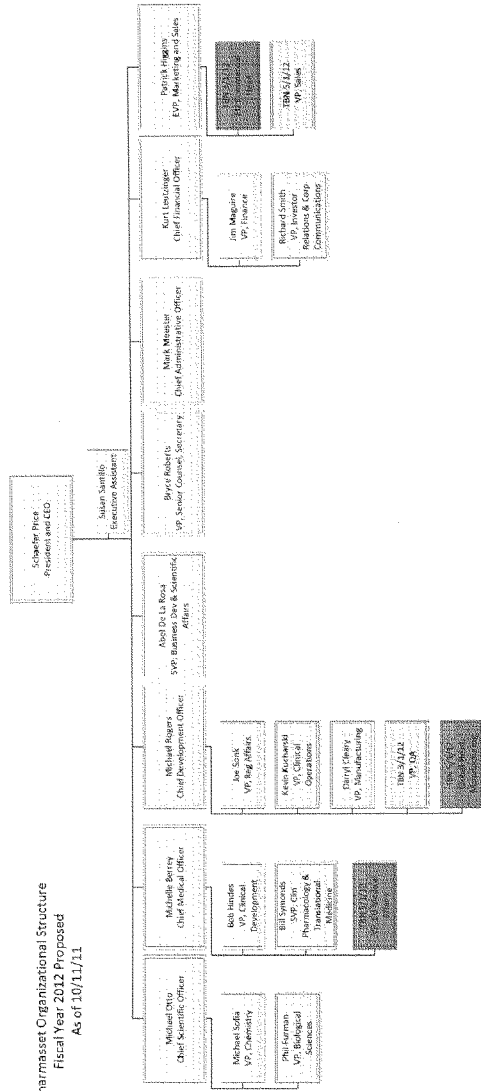 harmasset Organizational Structure
Fiscal Year 2012 Proposed
As of 10/11/11
Schaefer Price
President and CEO
Susan
Executive Assistant
Michael Otto
Chief Scientific Officer
Michael Sofia
VP, Chemistry
Phil Furman
VP, Biological
Sciences
Michelle Berrey
Chief Medical Officer
Bob Hindes
VP, Clinical
Development
Bill Symonds
SVP, Clin
Pharmacology &
Translational
Medicine
Michael Rogers
Chief Development Officer
Joe
VP, Reg Affairs
Kevin Kucharski
VP, Clinical
Operations
Darryl Cleary
VP, Manufacturing
TBN 3/1/12
VP, QA
Abel De La Rosa
SVP, Business Dev & Scientific
Affairs
Bryce Roberts
VP, Senior Counsel, Secretary
Mark Meester
Chief Administrative Officer
Kurt Leutzinger
Chief Financial Officer
Jim Maguire
VP, Finance
Richard Smith
VP, Investor
Relations & Corp
Communications
Patrick Higgins
EVP, Marketing and Sales
TBN 3/1/12
TBN 5/1/12
VP, Sales